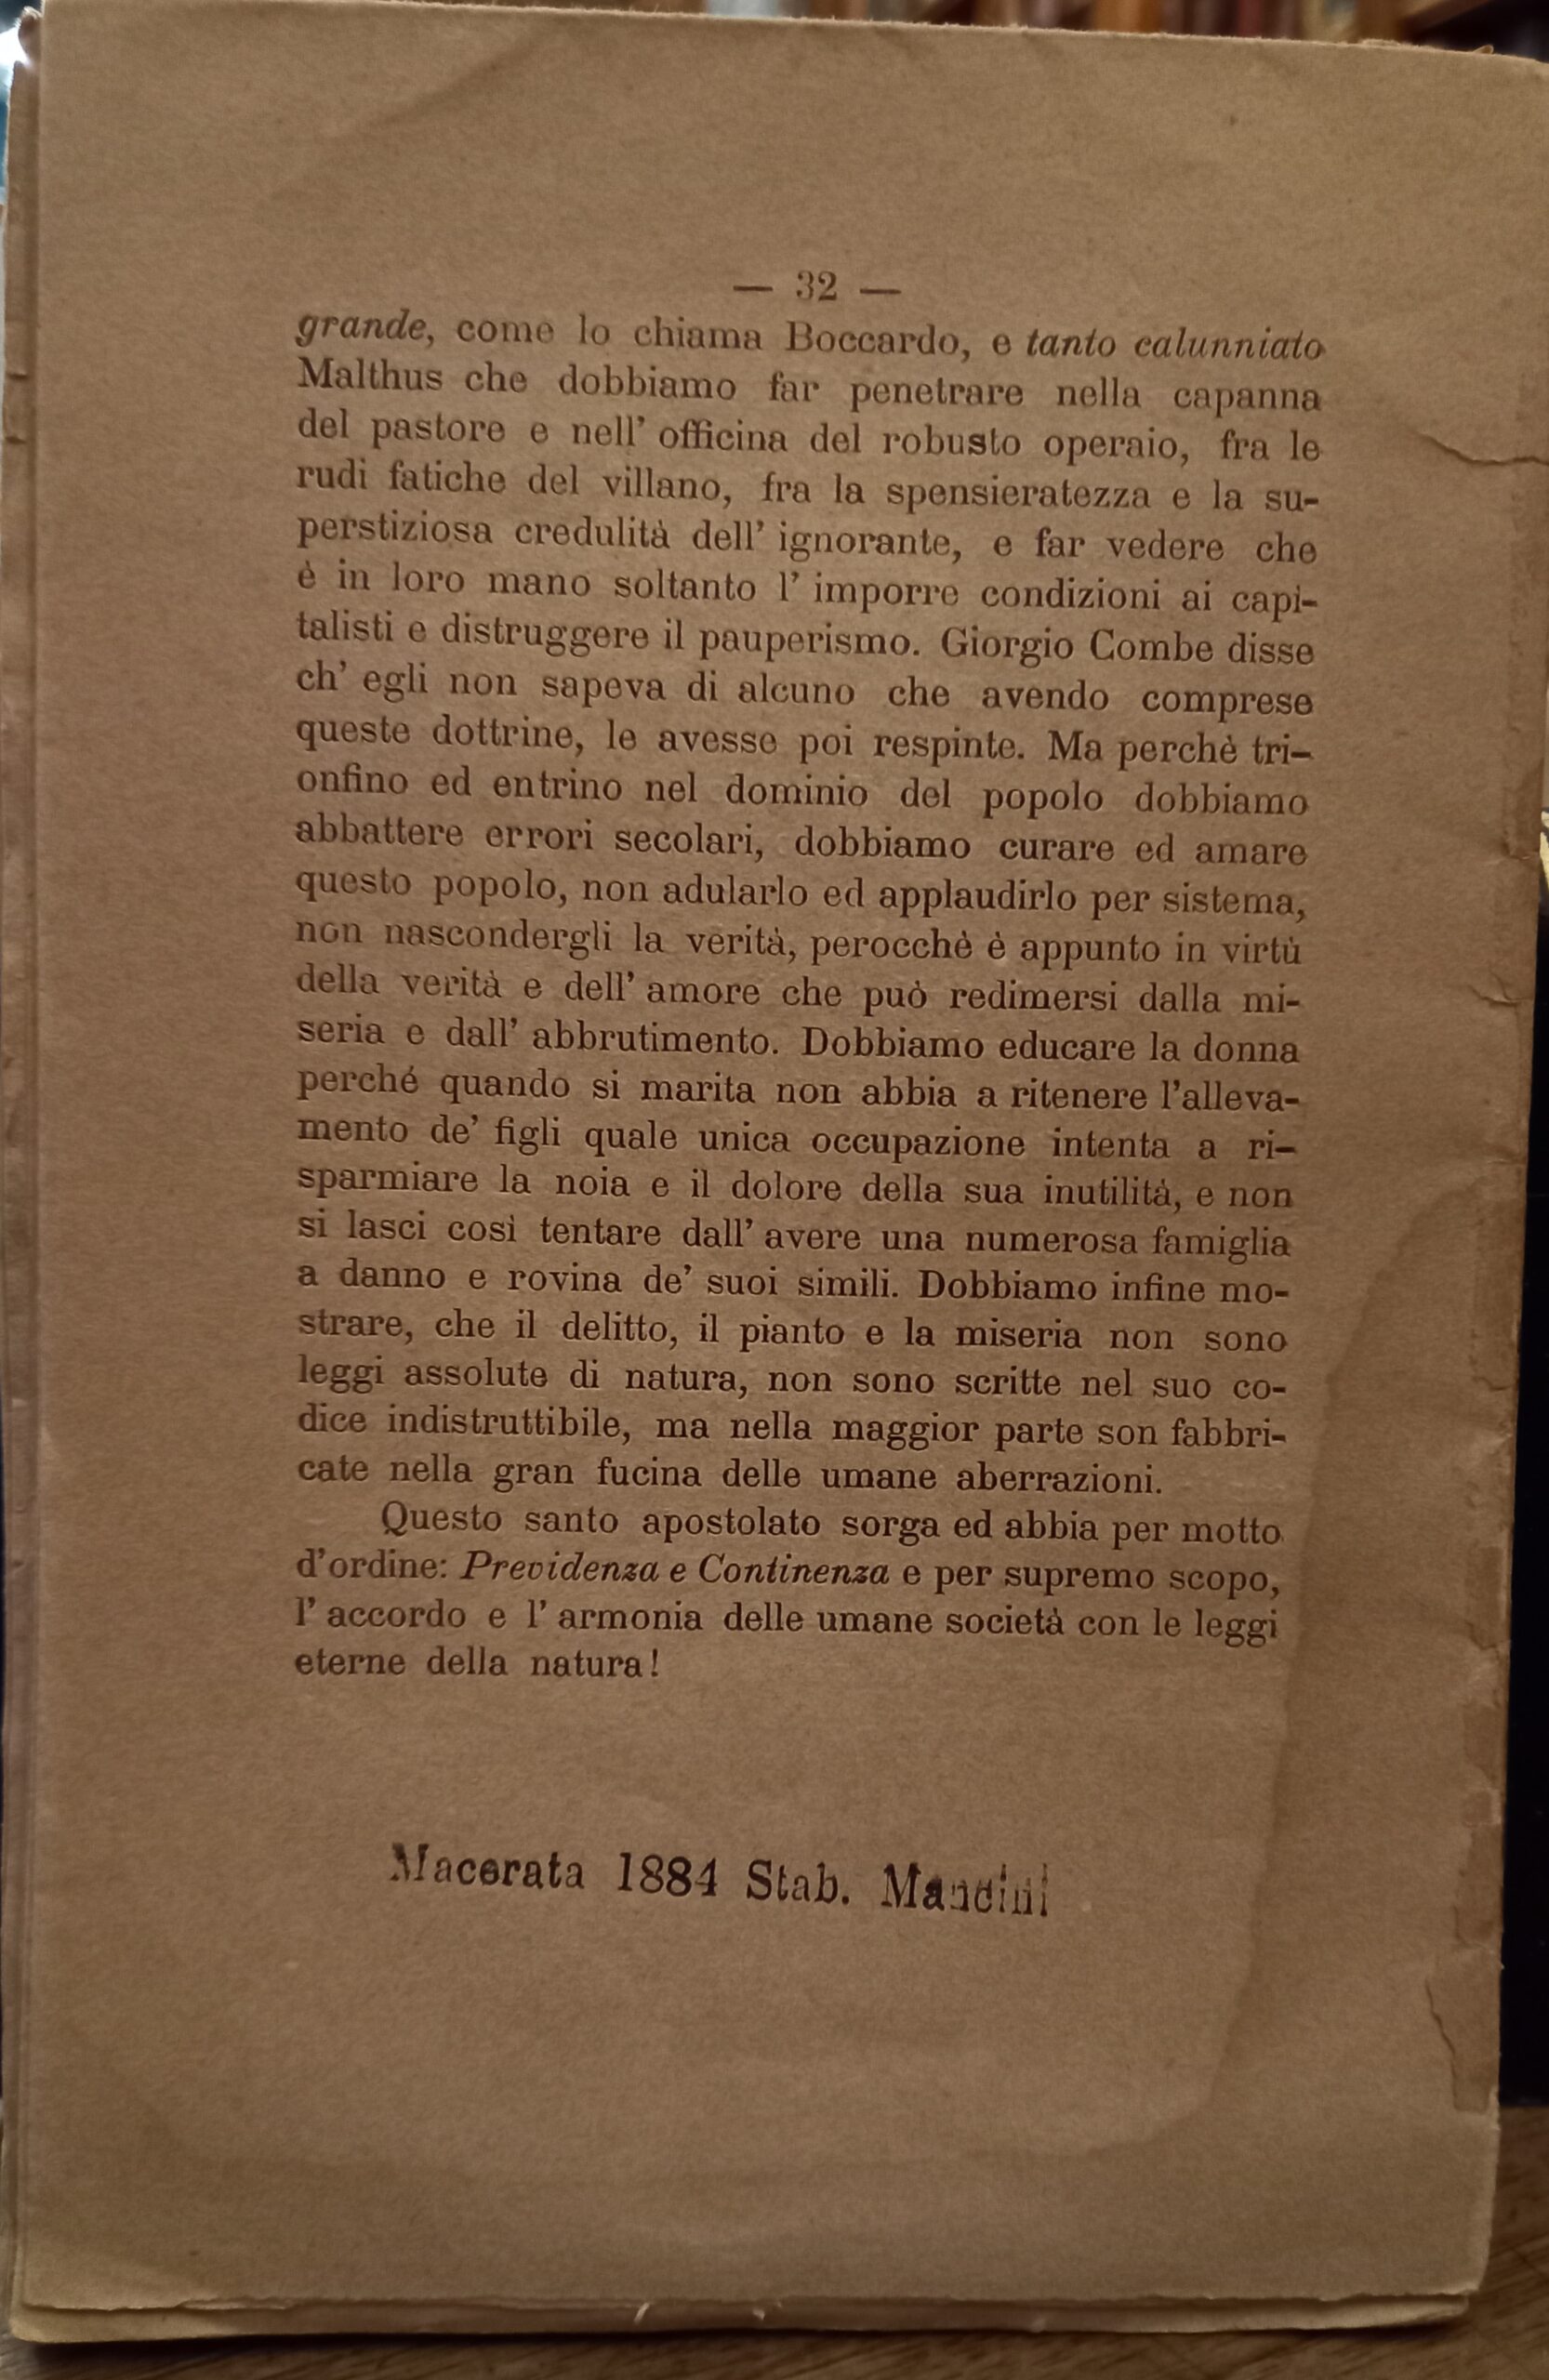 — 32 —
grande, come lo chiama Boccardo, e tanto calunniato
Malthus che dobbiamo far penetrare nella capanna
del pastore e nell' officina del robusto operaio, fra le
rudi fatiche del villano, fra la spensieratezza e la su-
perstiziosa credulità dell' ignorante, e far vedere che
è in loro mano soltanto l' imporre condizioni ai capi-
talisti e distruggere il pauperismo. Giorgio Combe disse
ch' egli non sapeva di alcuno che avendo comprese
queste dottrine, le avesse poi respinte. Ma perchè tri-
onfino ed entrino nel dominio del popolo dobbiamo
abbattere errori secolari, dobbiamo curare ed amare
questo popolo, non adularlo ed applaudirlo per sistema,
non nascondergli la verità, perocchè è appunto in virtù
della verità e dell' amore che può redimersi dalla mi-
seria e dall' abbrutimento. Dobbiamo educare la donna
perché quando si marita non abbia a ritenere l'alleva-
mento de' figli quale unica occupazione intenta a ri-
sparmiare la noia e il dolore della sua inutilità, e non
si lasci così tentare dall' avere una numerosa famiglia
a danno e rovina de' suoi simili. Dobbiamo infine mo-
strare, che il delitto, il pianto e la miseria non sono
leggi assolute di natura, non sono scritte nel suo co-
dice indistruttibile, ma nella maggior parte son fabbri-
cate nella gran fucina delle umane aberrazioni.
Questo santo apostolato sorga ed abbia per motto
d'ordine: Previdenza e Continenza e per supremo scopo,
l' accordo e l' armonia delle umane società con le leggi
eterne della natura!
Macerata 1884 Stab. Mancini